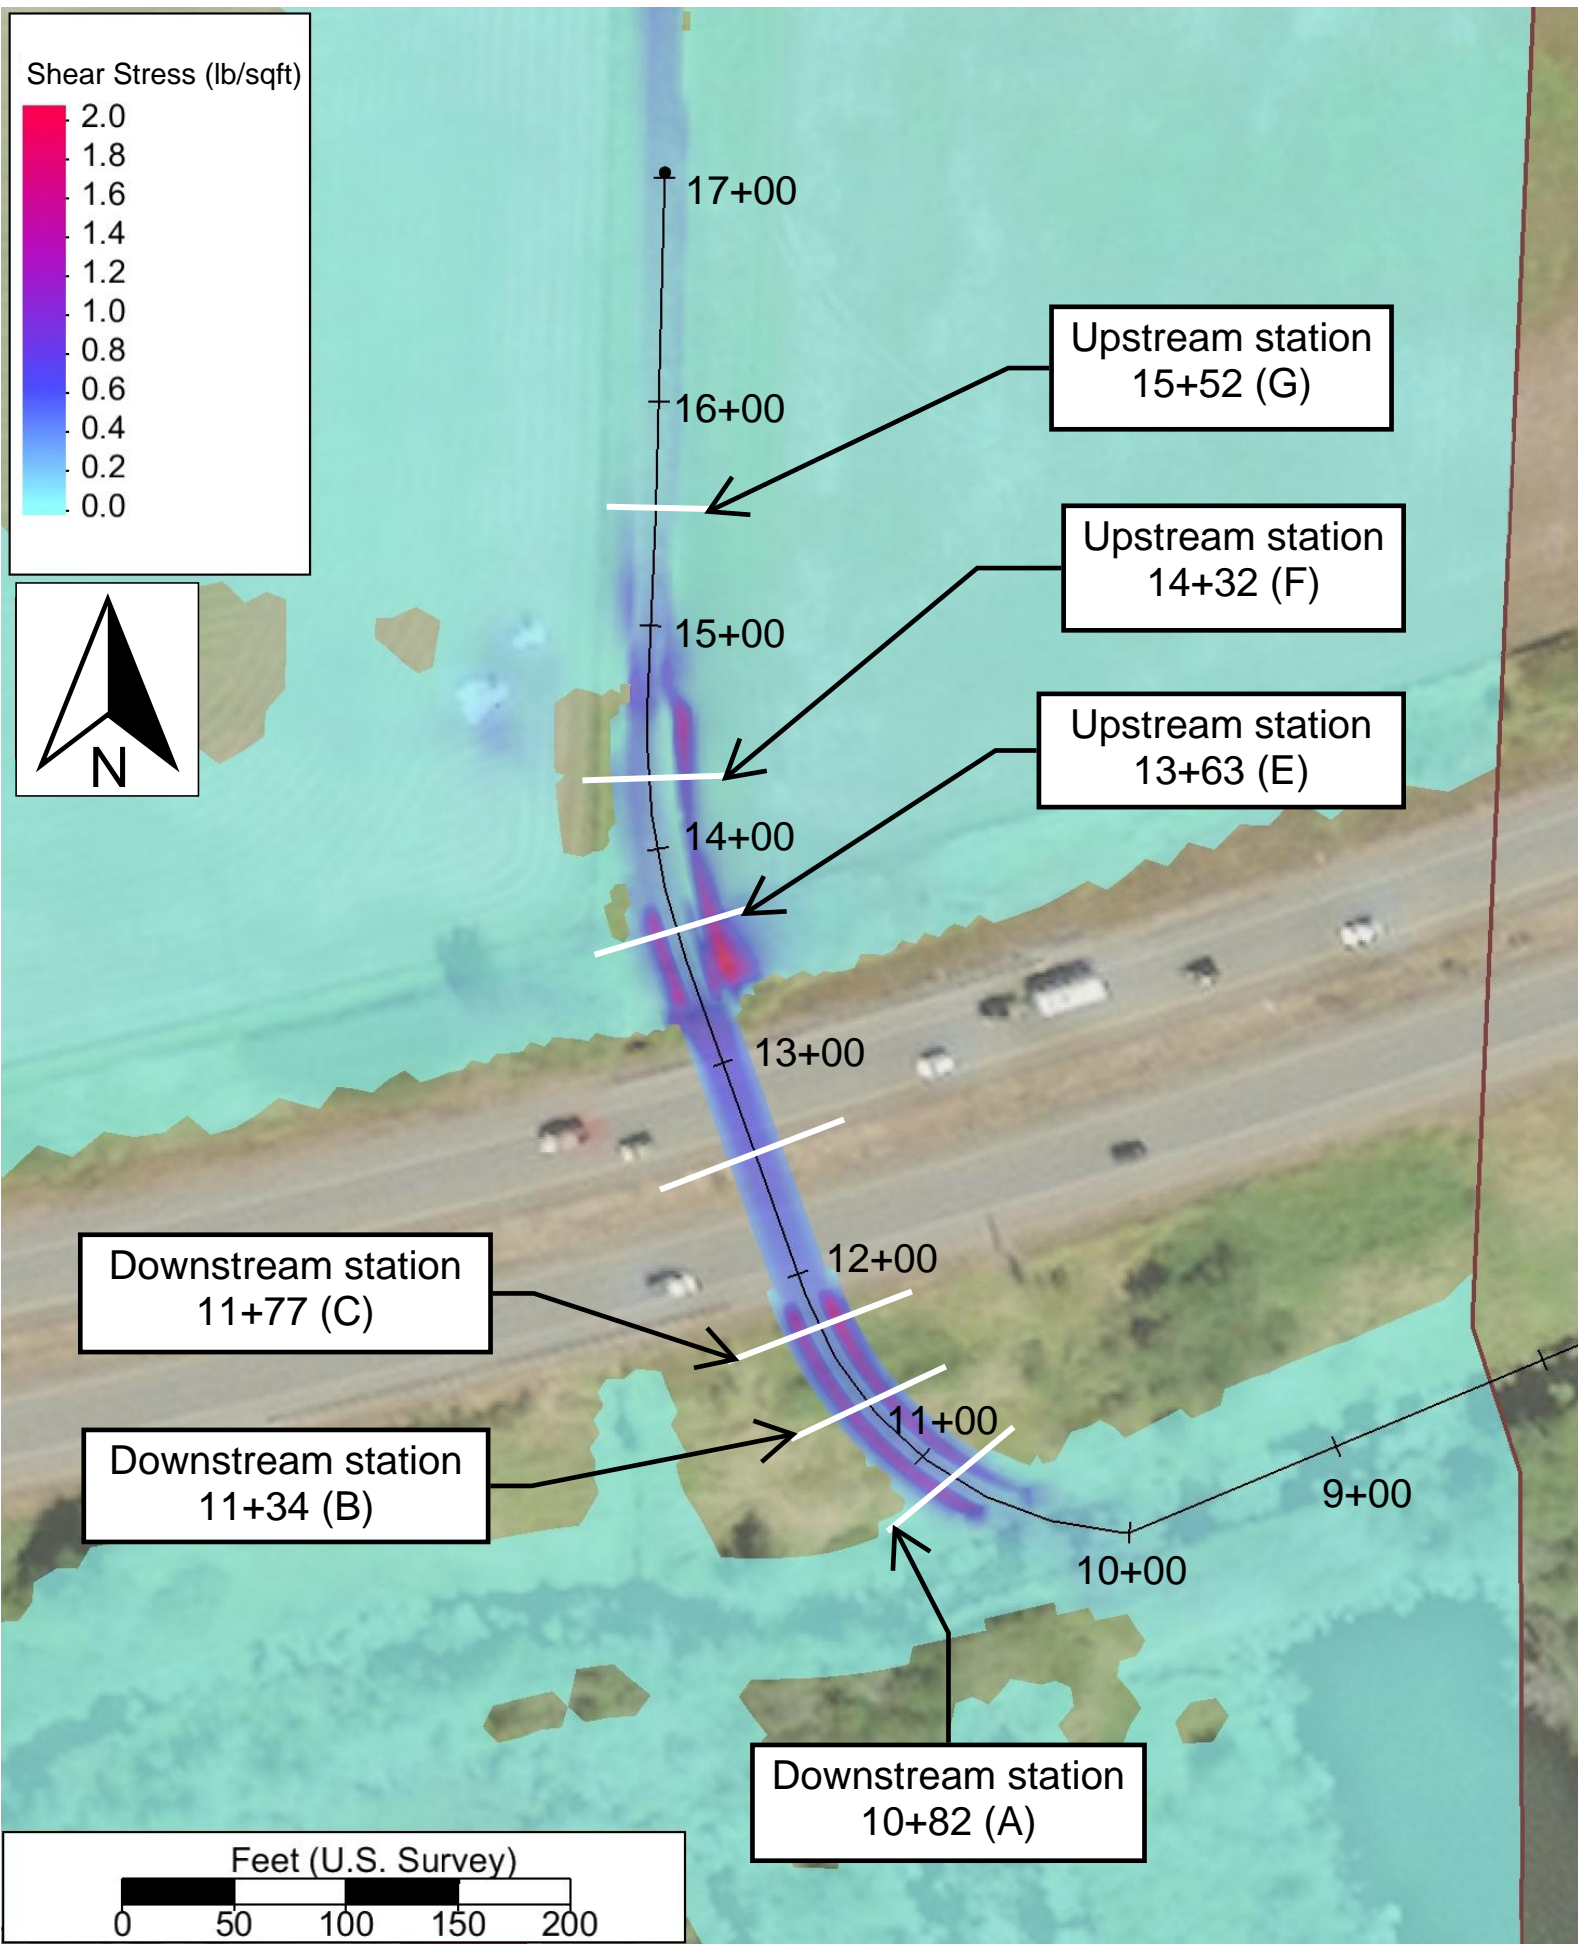 Shear Stress (lb/sqft)
2.0
1.8
1.6
1.4
1.2
1.0
0.8
0.6
0.4
0.2
0.0
N
17+00
16+00
Upstream station
15+52 (G)
Upstream station
14+32 (F)
15+00
Upstream station
13+63 (E)
14+00
13+00
12+00
Downstream station
11+77 (C)
11+00
Downstream station
11+34 (B)
9+00
10+00
Downstream station
10+82 (A)
Feet (U.S. Survey)
0 50 100 150 200